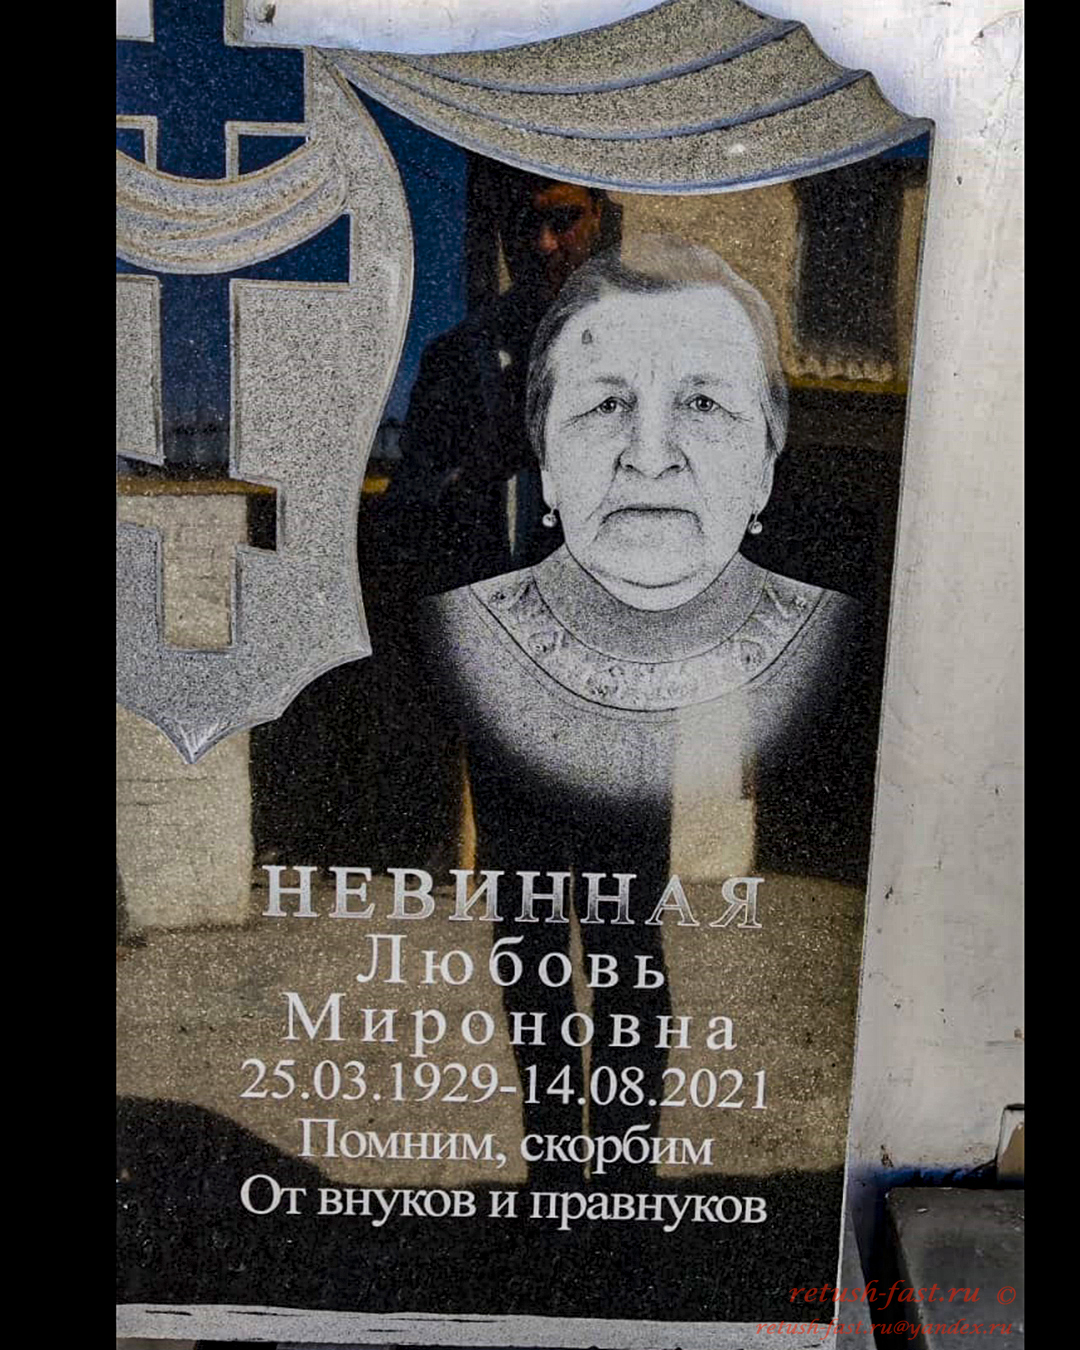 НЕВИННАЯ
Любовь
Мироновна
25.03.1929-14.08.2021
Помним, скорбим
От внуков и правнуков
retush-fast.ru ©
retush-fast.ru@yandex.ru